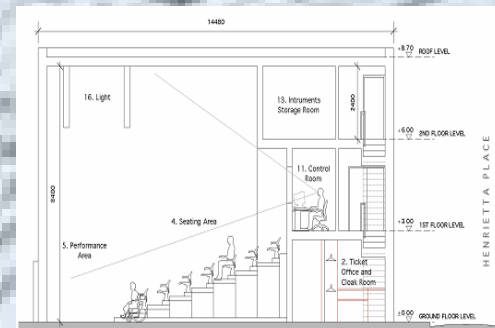 14480
+8.70
ROOF LEVEL
16. Light
13. Intruments
Storage Room
2400
+6.00
2ND FLOOR LEVEL
11. Control
Room
8400
4. Seating Area
5. Performance
Area
+3.00
1ST FLOOR LEVEL
2. Ticket
Office and
Cloak Room
±0.00
GROUND FLOOR LEVEL
HENRIETTA PLACE